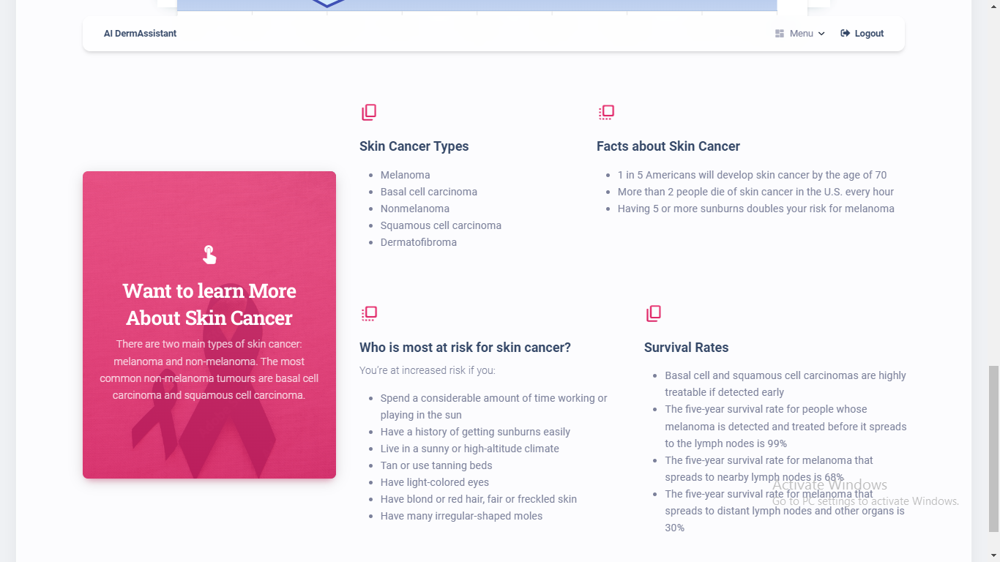 AI DermAssistant
Menu
Logout
Skin Cancer Types
Melanoma
Basal cell carcinoma
Nonmelanoma
Squamous cell carcinoma
Dermatofibroma
Facts about Skin Cancer
1 in 5 Americans will develop skin cancer by the age of 70
More than 2 people die of skin cancer in the U.S. every hour
Having 5 or more sunburns doubles your risk for melanoma
Want to learn More
About Skin Cancer
There are two main types of skin cancer:
melanoma and non-melanoma. The most
common non-melanoma tumours are basal cell
carcinoma and squamous cell carcinoma.
Who is most at risk for skin cancer?
You're at increased risk if you:
Spend a considerable amount of time working or
playing in the sun
Have a history of getting sunburns easily
Live in a sunny or high-altitude climate
Tan or use tanning beds
Have light-colored eyes
Have blond or red hair, fair or freckled skin
Have many irregular-shaped moles
Survival Rates
Basal cell and squamous cell carcinomas are highly
treatable if detected early
The five-year survival rate for people whose
melanoma is detected and treated before it spreads
to the lymph nodes is 99%
The five-year survival rate for melanoma that
spreads to nearby lymph nodes is 68%
The five-year survival rate for melanoma that
spreads to distant lymph nodes and other organs is
30%
Activate Windows
Go to PC settings to activate Windows.